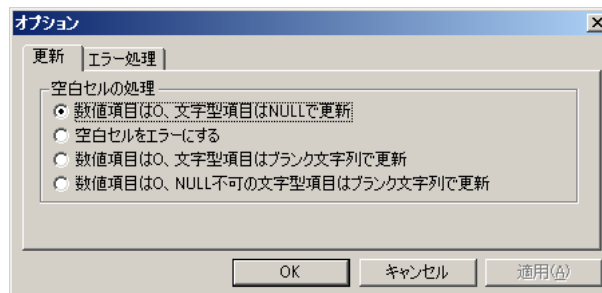 オプション
更新
エラー処理
空白セルの処理
数値項目は0、文字型項目はNULLで更新
空白セルをエラーにする
数値項目は0、文字型項目はブランク文字列で更新
数値項目は0、NULL不可の文字型項目はブランク文字列で更新
OK
キャンセル
適用(A)